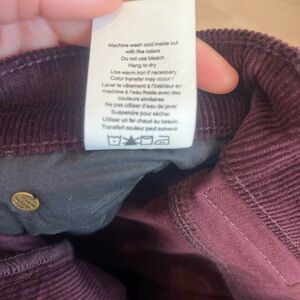 Machine wash cold inside out
with like colors
Do not use bleach
Hang to dry
Use warm iron if necessary
Color transfer may occur /
Laver le vêtement à l'intérieur en
machine à l'eau froide avec des
couleurs similaires
Ne pas utiliser d'eau de javel
Suspendre pour sécher
Utiliser un fer chaud au besoin
Transfert couleur peut survenir